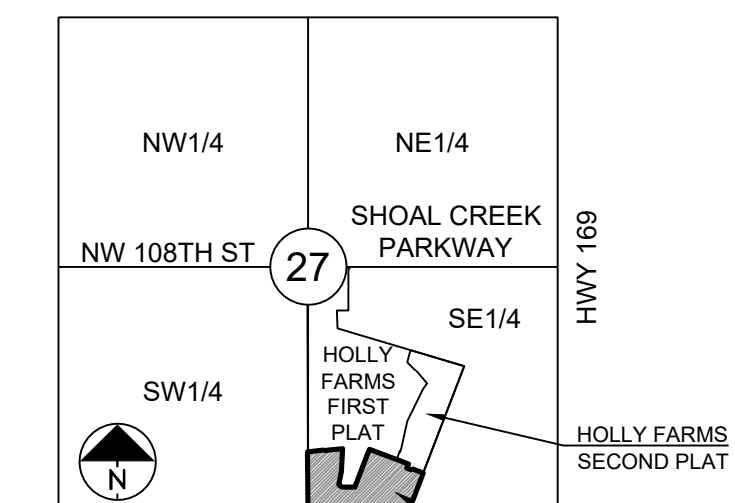 NW1/4
NE1/4
SHOAL CREEK
PARKWAY
NW 108TH ST
27
HWY 169
SE1/4
HOLLY
FARMS
FIRST
PLAT
SW1/4
HOLLY FARMS
SECOND PLAT
N